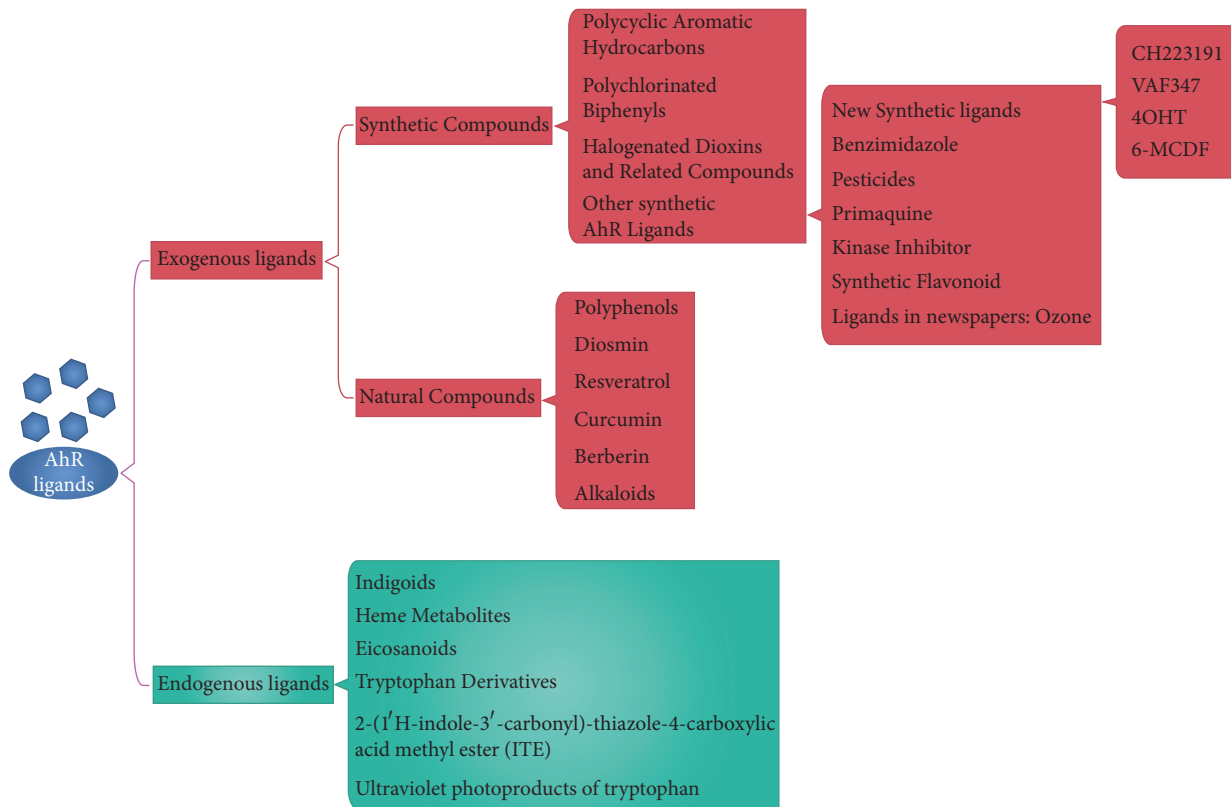 AhR
ligands
Exogenous ligands
Synthetic Compounds
Polycyclic Aromatic
Hydrocarbons
Polychlorinated
Biphenyls
Halogenated Dioxins
and Related Compounds
Other synthetic
AhR Ligands
New Synthetic ligands
Benzimidazole
Pesticides
Primaquine
Kinase Inhibitor
Synthetic Flavonoid
Ligands in newspapers: Ozone
CH223191
VAF347
4OHT
6-MCDF
Natural Compounds
Polyphenols
Diosmin
Resveratrol
Curcumin
Berberin
Alkaloids
Endogenous ligands
Indigoids
Heme Metabolites
Eicosanoids
Tryptophan Derivatives
2-(1′H-indole-3′-carbonyl)-thiazole-4-carboxylic
acid methyl ester (ITE)
Ultraviolet photoproducts of tryptophan